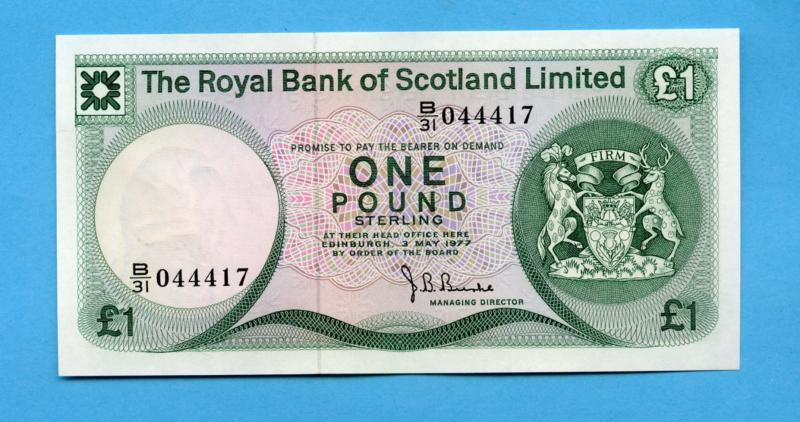 The Royal Bank of Scotland Limited
£1
B/31 044417
PROMISE TO PAY THE BEARER ON DEMAND
ONE
POUND
STERLING
AT THEIR HEAD OFFICE HERE
EDINBURGH, 3 MAY 1977
BY ORDER OF THE BOARD
FIRM
B/31 044417
J. B. Burke
MANAGING DIRECTOR
£1
£1